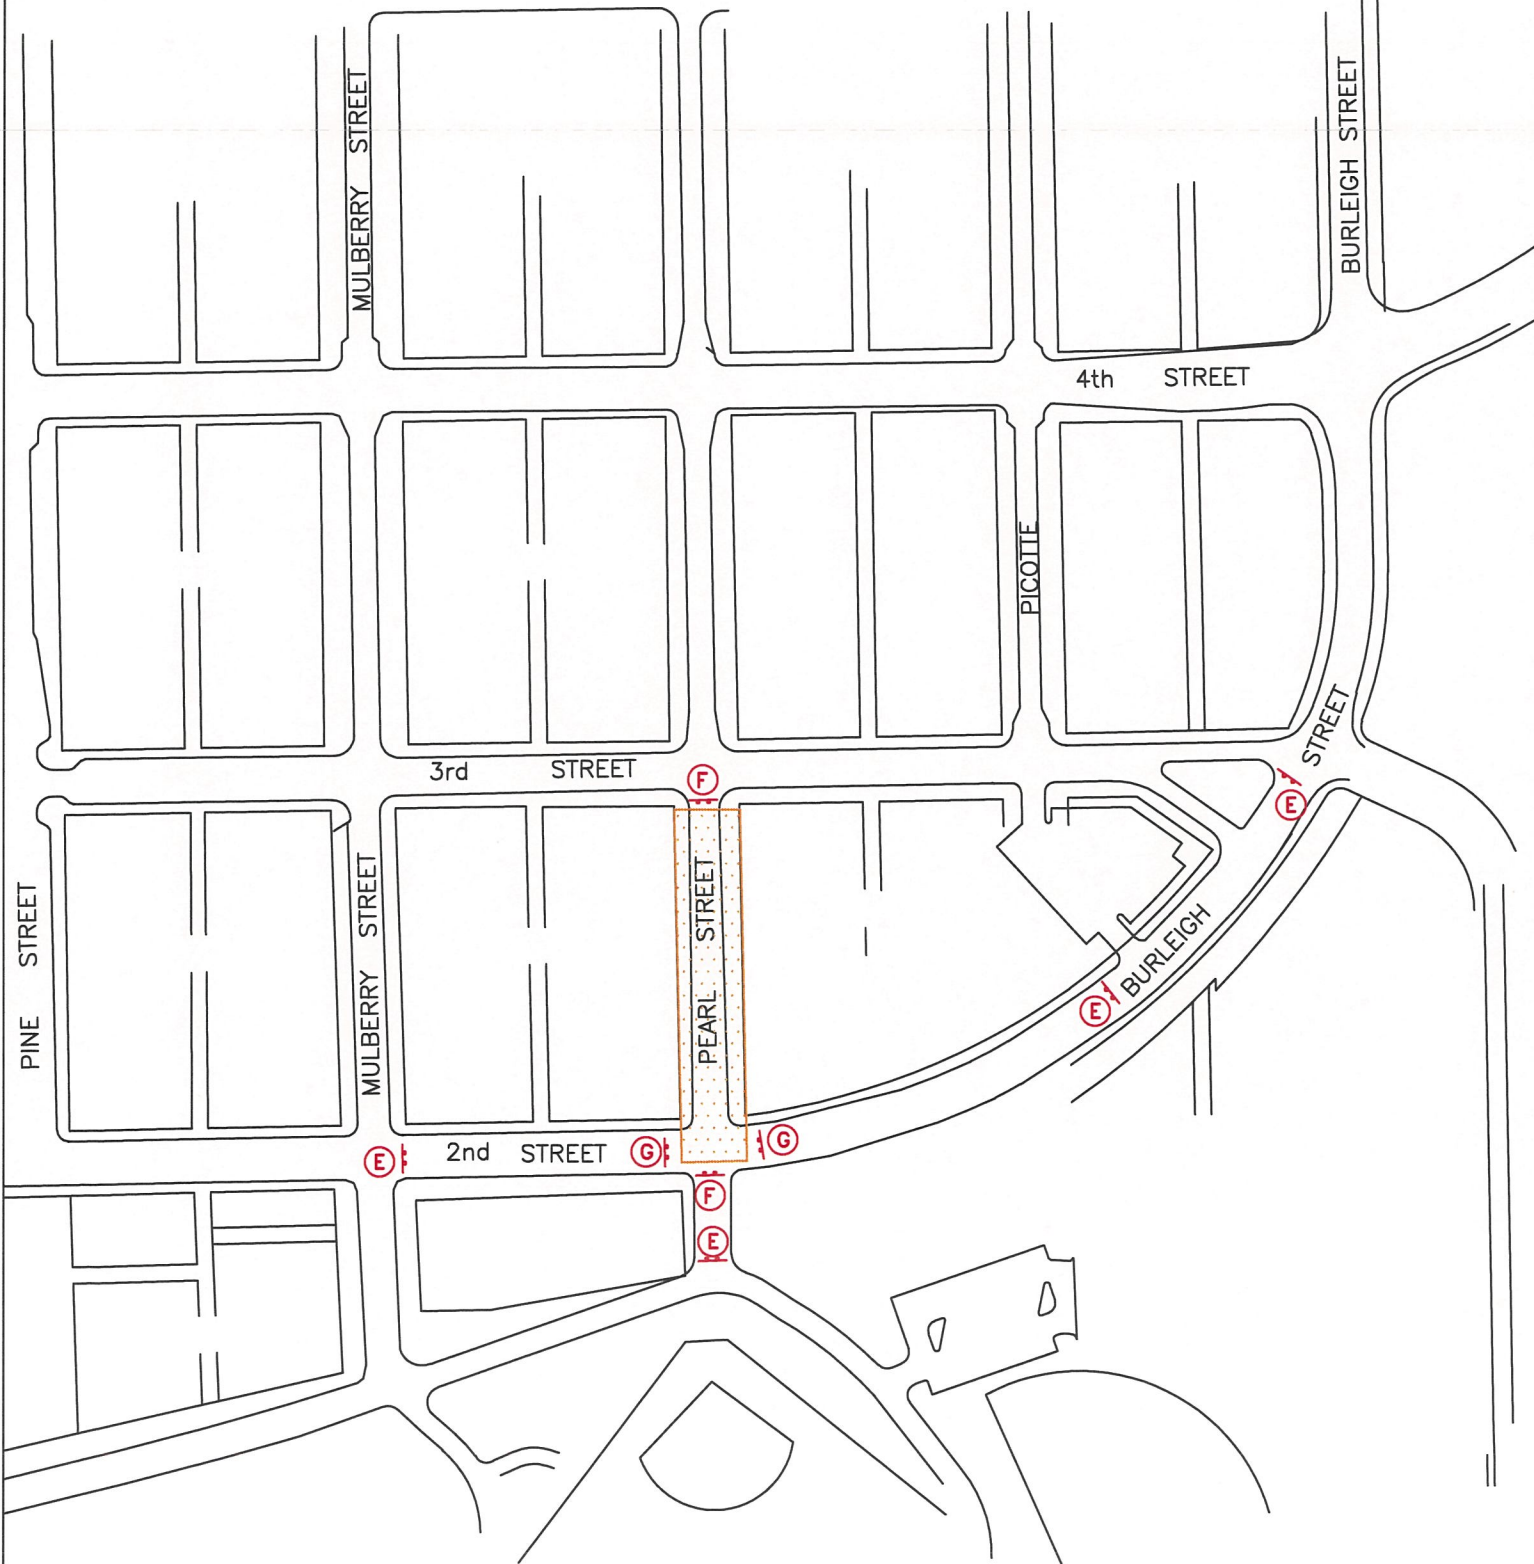 MULBERRY STREET
BURLEIGH STREET
4th STREET
PICOTTE
STREET
3rd STREET
F
E
PINE STREET
MULBERRY STREET
PEARL STREET
BURLEIGH
E
E
2nd STREET
G
G
F
E